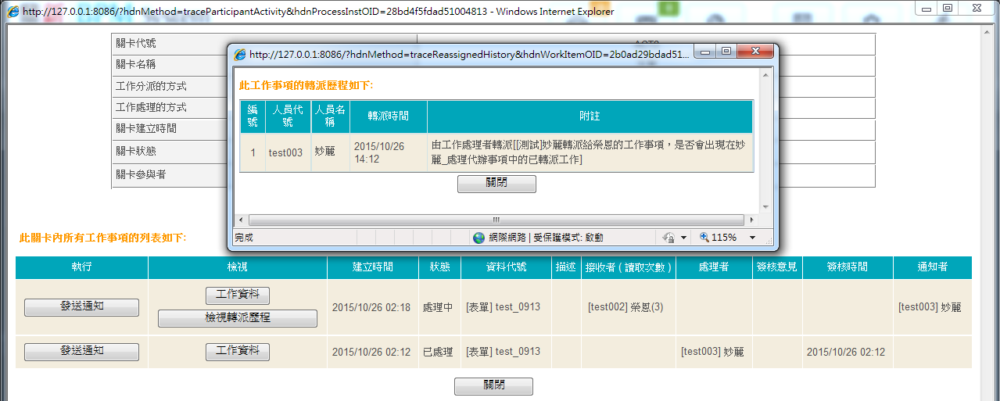 http://127.0.0.1:8086/?hdnMethod=traceParticipantActivity&hdnProcessInstOID=28bd4f5fdad51004813 - Windows Internet Explorer
關卡代號
關卡名稱
工作分派的方式
工作處理的方式
關卡建立時間
關卡狀態
關卡參與者
http://127.0.0.1:8086/?hdnMethod=traceReassignedHistory&hdnWorkItemOID=2b0ad29bdad51...
此工作事項的轉派歷程如下:
編號 人員代號 人員名稱 轉派時間 附註
1 test003 妙麗 2015/10/26 14:12 由工作處理者轉派[[測試]妙麗轉派給榮恩的工作事項，是否會出現在妙
麗_處理代辦事項中的已轉派工作]
關閉
完成 網際網路 | 受保護模式: 啟動 115%
此關卡內所有工作事項的列表如下:
執行 檢視 建立時間 狀態 資料代號 描述 接收者 ( 讀取次數 ) 處理者 簽核意見 簽核時間 通知者
發送通知 工作資料 檢視轉派歷程 2015/10/26 02:18 處理中 [表單] test_0913 [test002] 榮恩(3) [test003] 妙麗
發送通知 工作資料 2015/10/26 02:12 已處理 [表單] test_0913 [test003] 妙麗 2015/10/26 02:12
關閉